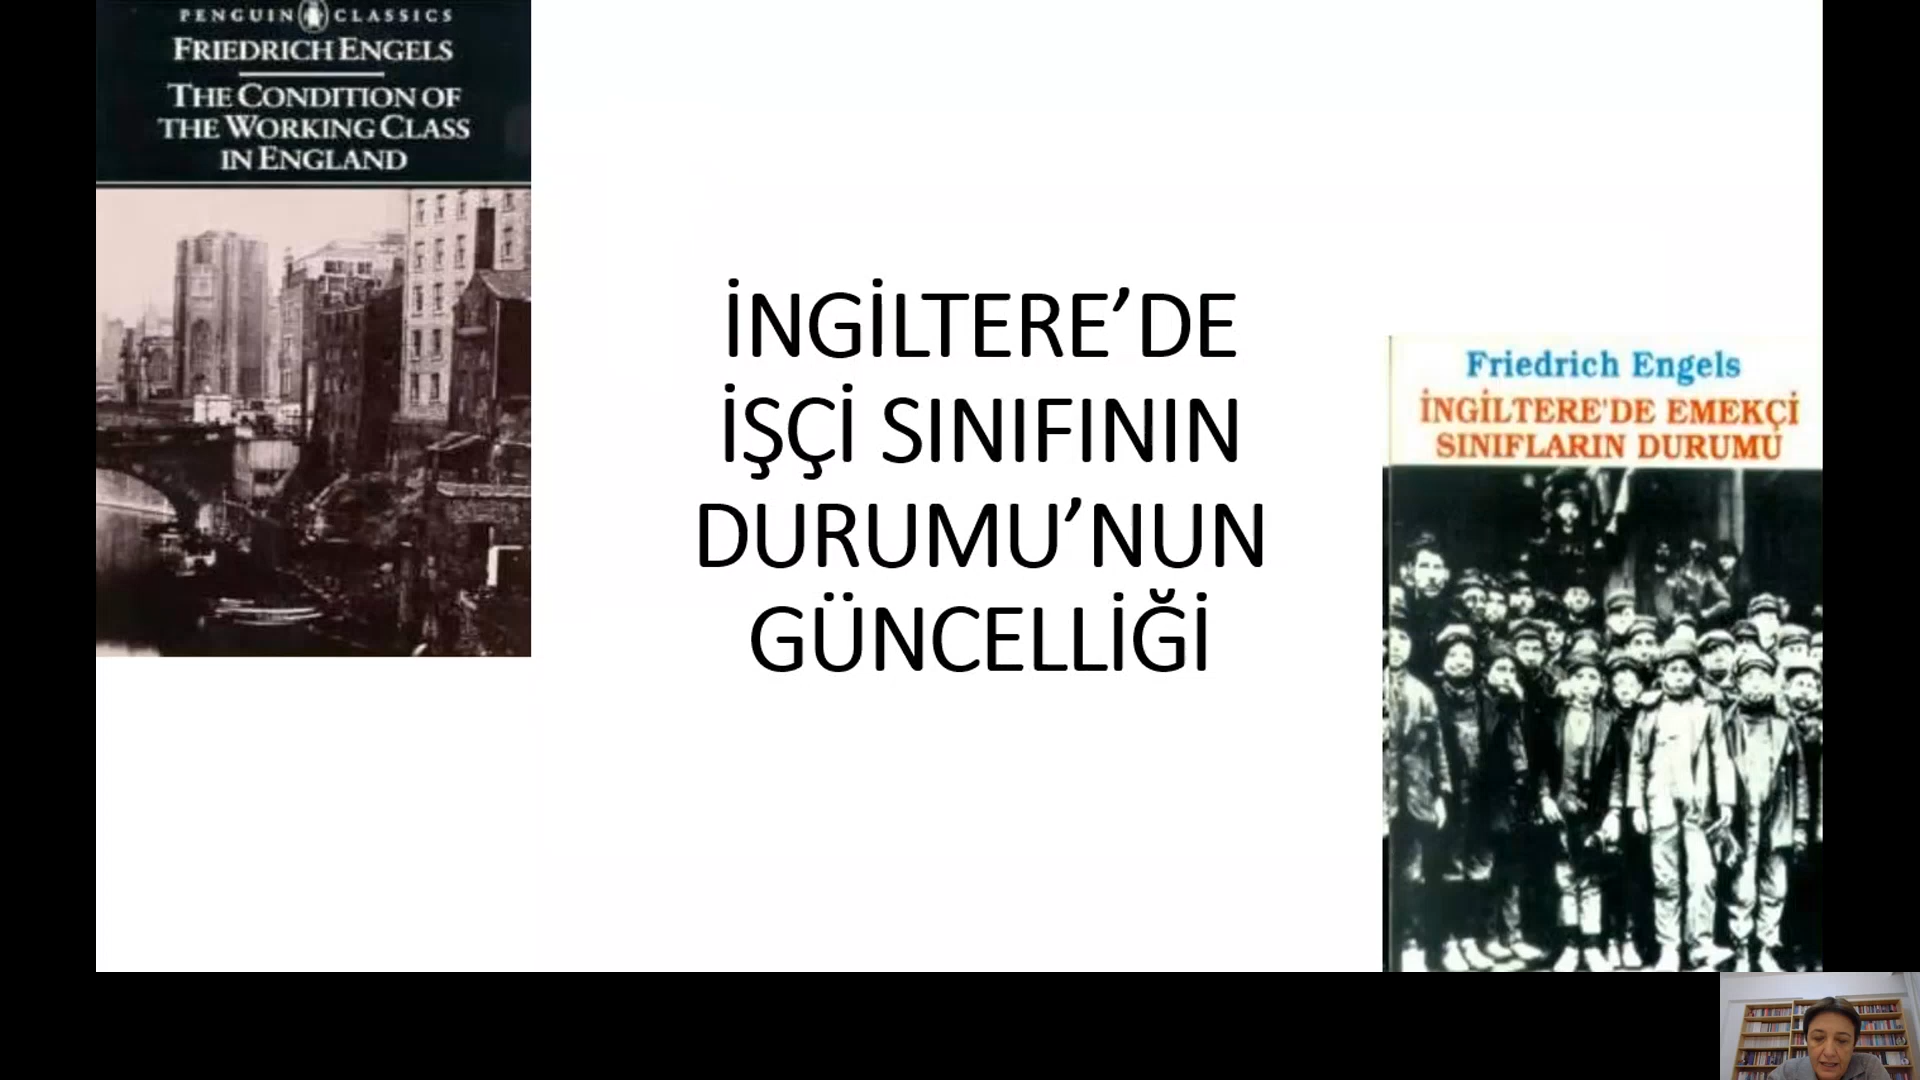 PENGUIN CLASSICS
FRIEDRICH ENGELS
THE CONDITION OF
THE WORKING CLASS
IN ENGLAND
İNGİLTERE’DE
İŞÇİ SINIFININ
DURUMU’NUN
GÜNCELLİĞİ
Friedrich Engels
İNGİLTERE'DE EMEKÇİ
SINIFLARIN DURUMU